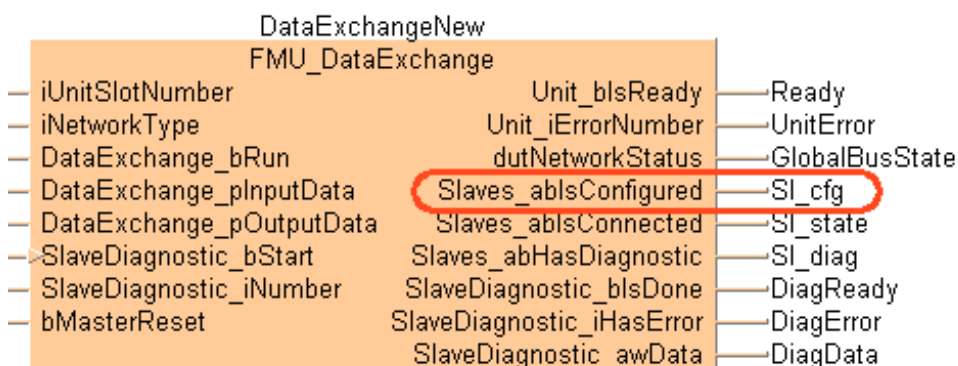 DataExchangeNew
FMU_DataExchange
iUnitSlotNumber Unit_bIsReady Ready
iNetworkType Unit_iErrorNumber UnitError
DataExchange_bRun dutNetworkStatus GlobalBusState
DataExchange_pInputData Slaves_abIsConfigured Sl_cfg
DataExchange_pOutputData Slaves_abIsConnected Sl_state
SlaveDiagnostic_bStart Slaves_abHasDiagnostic Sl_diag
SlaveDiagnostic_iNumber SlaveDiagnostic_bIsDone DiagReady
bMasterReset SlaveDiagnostic_iHasError DiagError
SlaveDiagnostic_awData DiagData